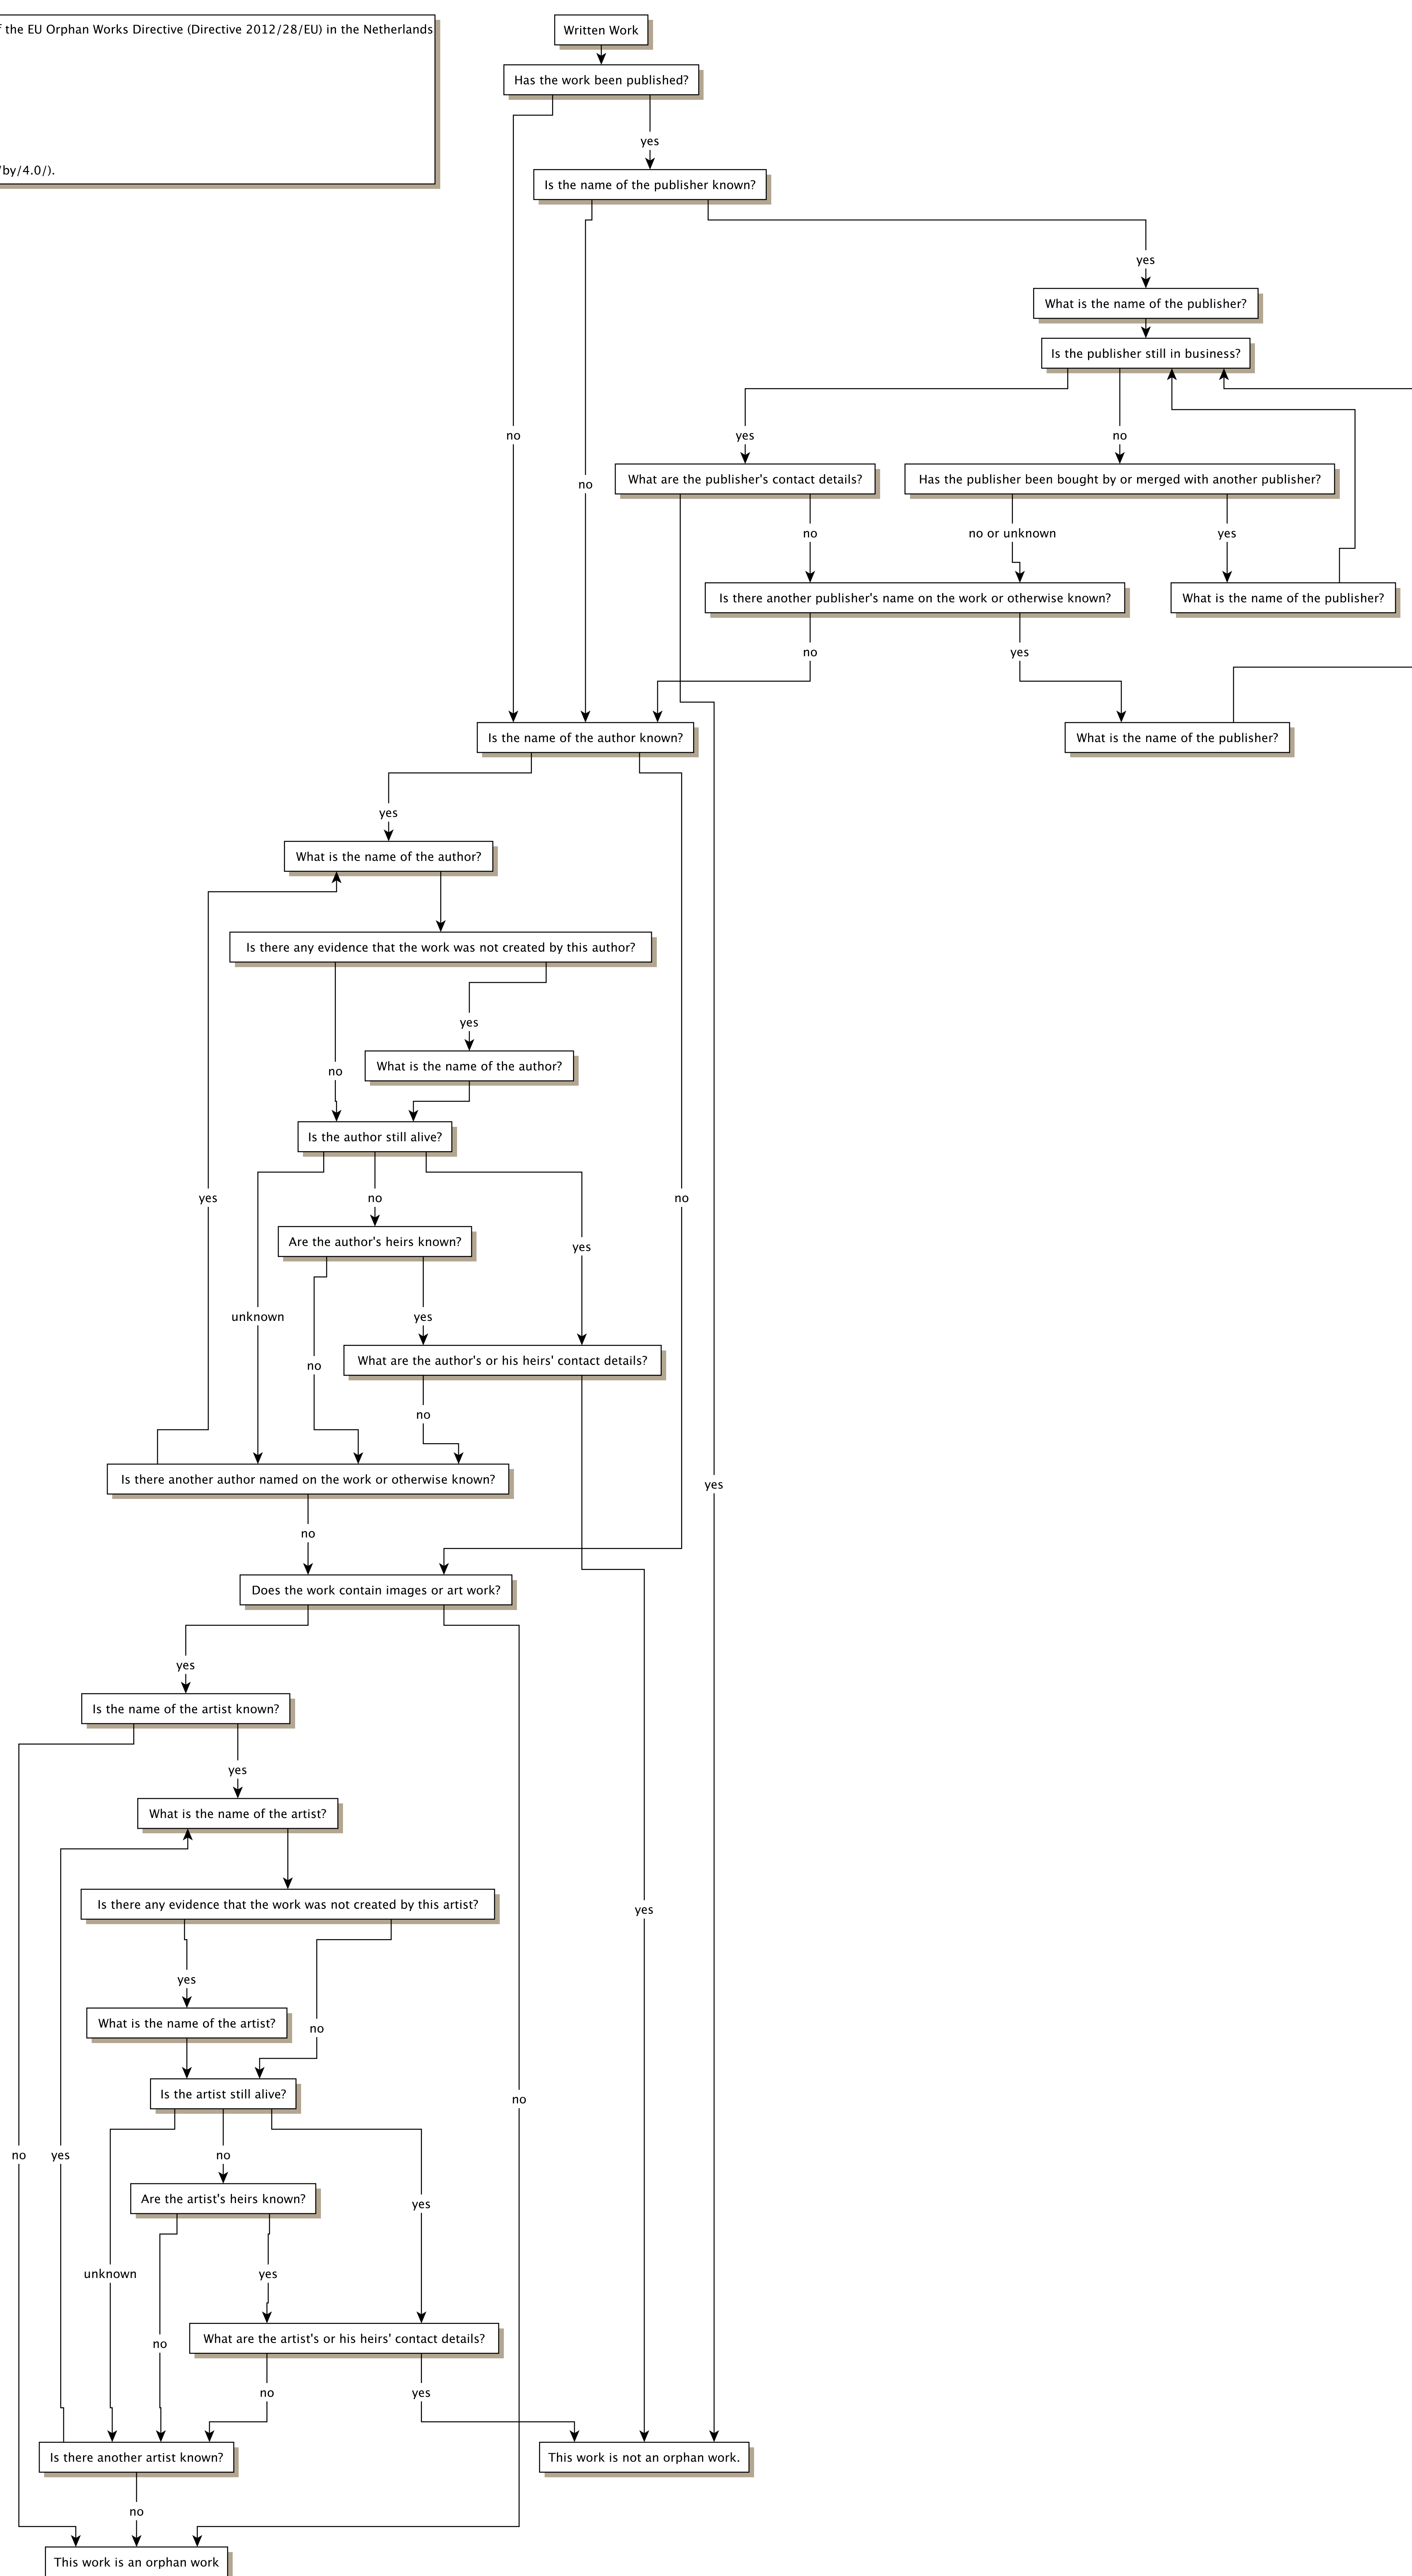 f the EU Orphan Works Directive (Directive 2012/28/EU) in the Netherlands
/by/4.0/).
Written Work
Has the work been published?
yes
Is the name of the publisher known?
yes
What is the name of the publisher?
Is the publisher still in business?
no
yes
no
no
What are the publisher's contact details?
Has the publisher been bought by or merged with another publisher?
no
no or unknown
yes
Is there another publisher's name on the work or otherwise known?
What is the name of the publisher?
no
yes
Is the name of the author known?
What is the name of the publisher?
yes
What is the name of the author?
Is there any evidence that the work was not created by this author?
yes
no
What is the name of the author?
Is the author still alive?
yes
no
no
Are the author's heirs known?
yes
unknown
yes
What are the author's or his heirs' contact details?
no
no
Is there another author named on the work or otherwise known?
yes
no
Does the work contain images or art work?
yes
Is the name of the artist known?
yes
What is the name of the artist?
Is there any evidence that the work was not created by this artist?
yes
yes
What is the name of the artist?
no
Is the artist still alive?
no
no
yes
no
Are the artist's heirs known?
yes
unknown
yes
What are the artist's or his heirs' contact details?
no
no
yes
Is there another artist known?
This work is not an orphan work.
no
This work is an orphan work